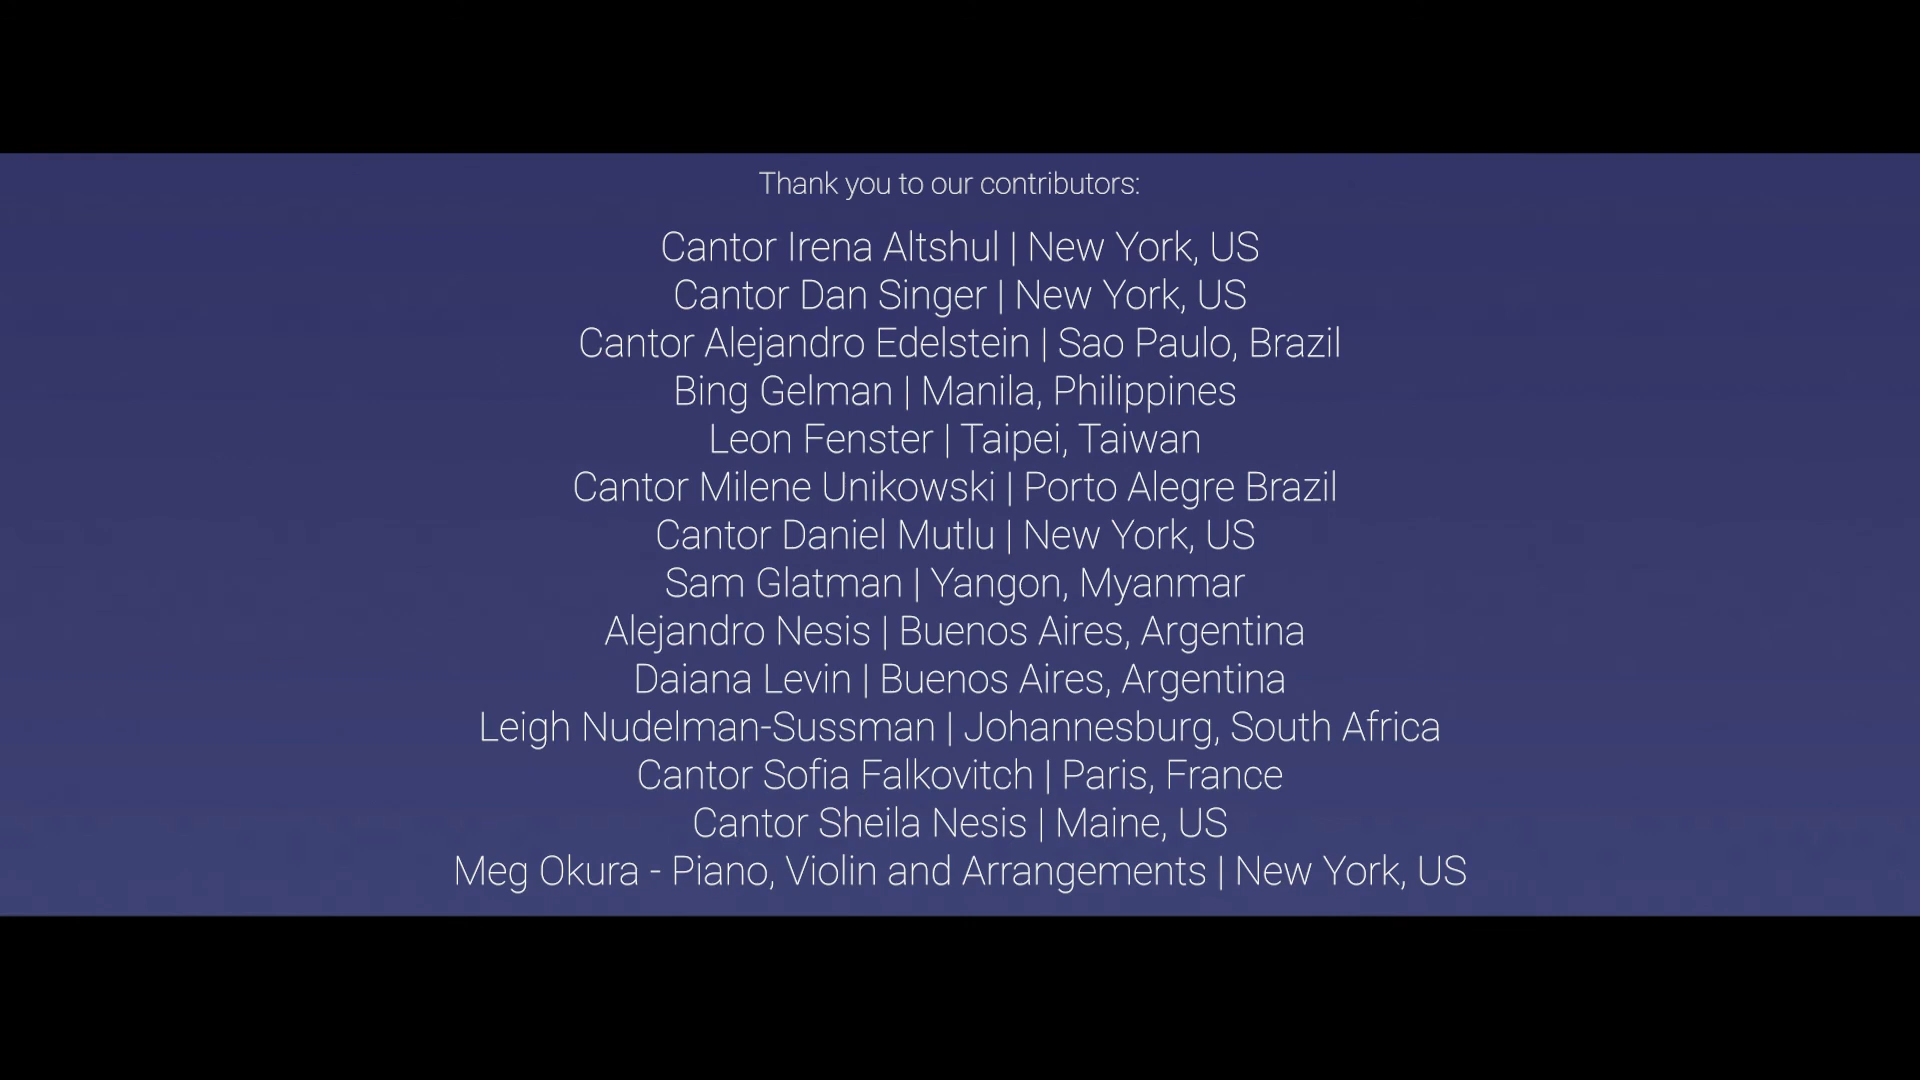 Thank you to our contributors:
Cantor Irena Altshul | New York, US
Cantor Dan Singer | New York, US
Cantor Alejandro Edelstein | Sao Paulo, Brazil
Bing Gelman | Manila, Philippines
Leon Fenster | Taipei, Taiwan
Cantor Milene Unikowski | Porto Alegre Brazil
Cantor Daniel Mutlu | New York, US
Sam Glatman | Yangon, Myanmar
Alejandro Nesis | Buenos Aires, Argentina
Daiana Levin | Buenos Aires, Argentina
Leigh Nudelman-Sussman | Johannesburg, South Africa
Cantor Sofia Falkovitch | Paris, France
Cantor Sheila Nesis | Maine, US
Meg Okura - Piano, Violin and Arrangements | New York, US